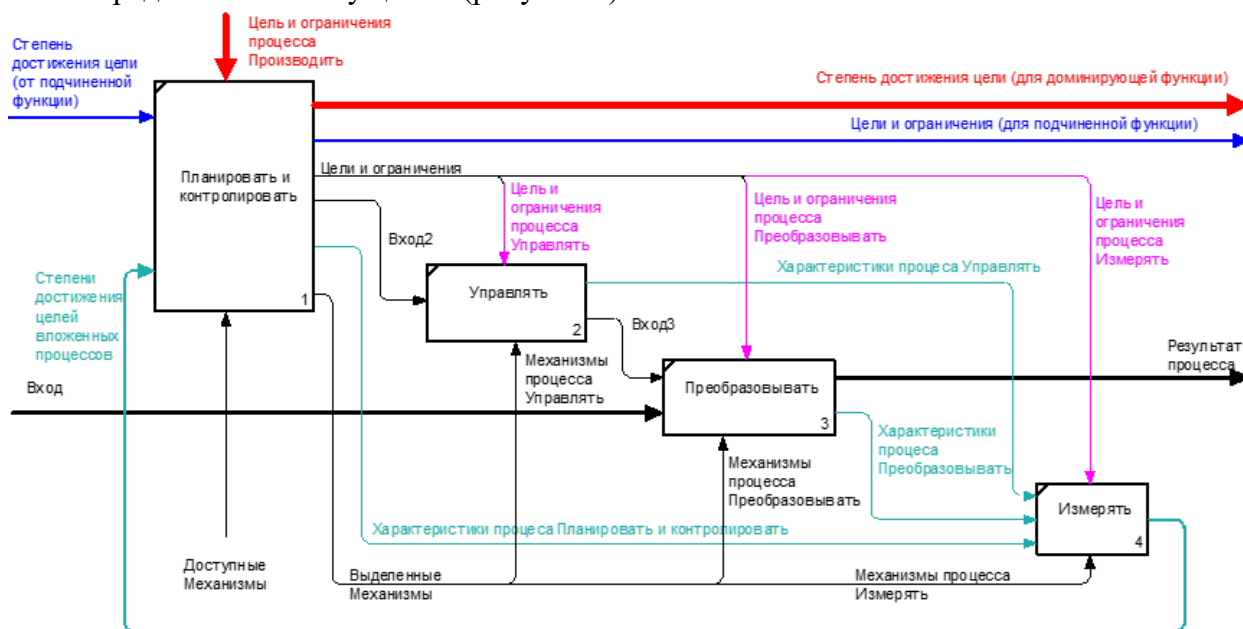 Цель и ограничения
процесса
Производить
Степень
достижения цели
(от подчиненной
функции)
Степень достижения цели (для доминирующей функции)
Цели и ограничения (для подчиненной функции)
Планировать и
контролировать
1
Цели и ограничения
Цель и
ограничения
процесса
Управлять
Цель и ограничения
процесса
Преобразовывать
Цель и
ограничения
процесса
Измерять
Вход2
Характеристики процеса Управлять
Степени
достижения
целей
вложенных
процессов
Управлять
2
Вход3
Результат
процесса
Механизмы
процесса
Управлять
Вход
Преобразовывать
3
Характеристики
процеса
Преобразовывать
Механизмы
процесса
Преобразовывать
Измерять
4
Характеристики процеса Планировать и контролировать
Доступные
Механизмы
Выделенные
Механизмы
Механизмы процесса
Измерять